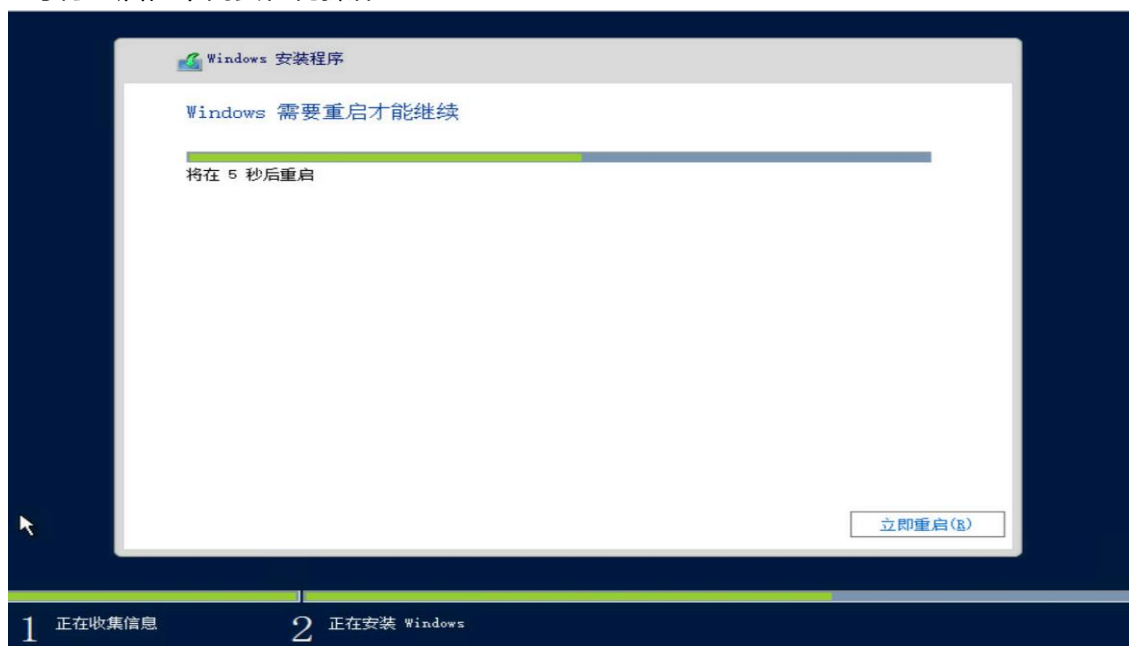 Windows 安装程序
Windows 需要重启才能继续
将在 5 秒后重启
立即重启(R)
1 正在收集信息
2 正在安装 Windows